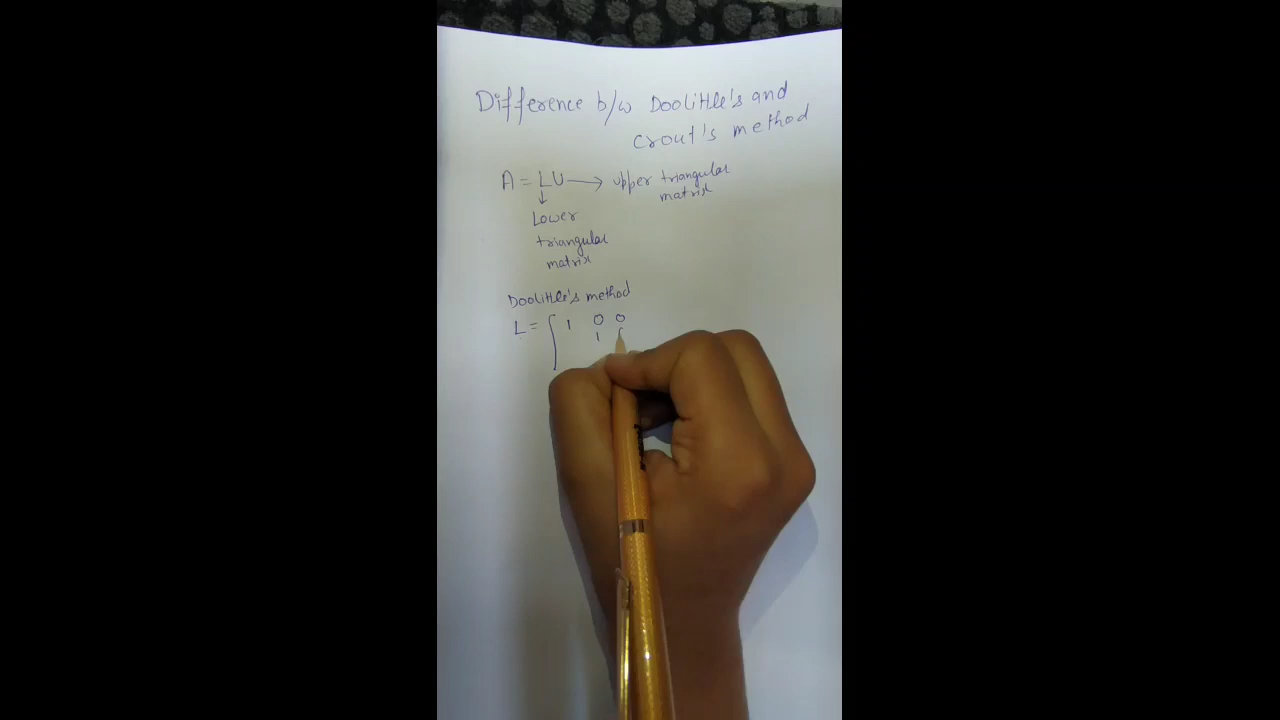 Difference b/w Doolittle's and
Crout's method
A = LU → upper triangular
matrix
↓
Lower
triangular
matrix
Doolittle's method
L = [ 1 0 0
1